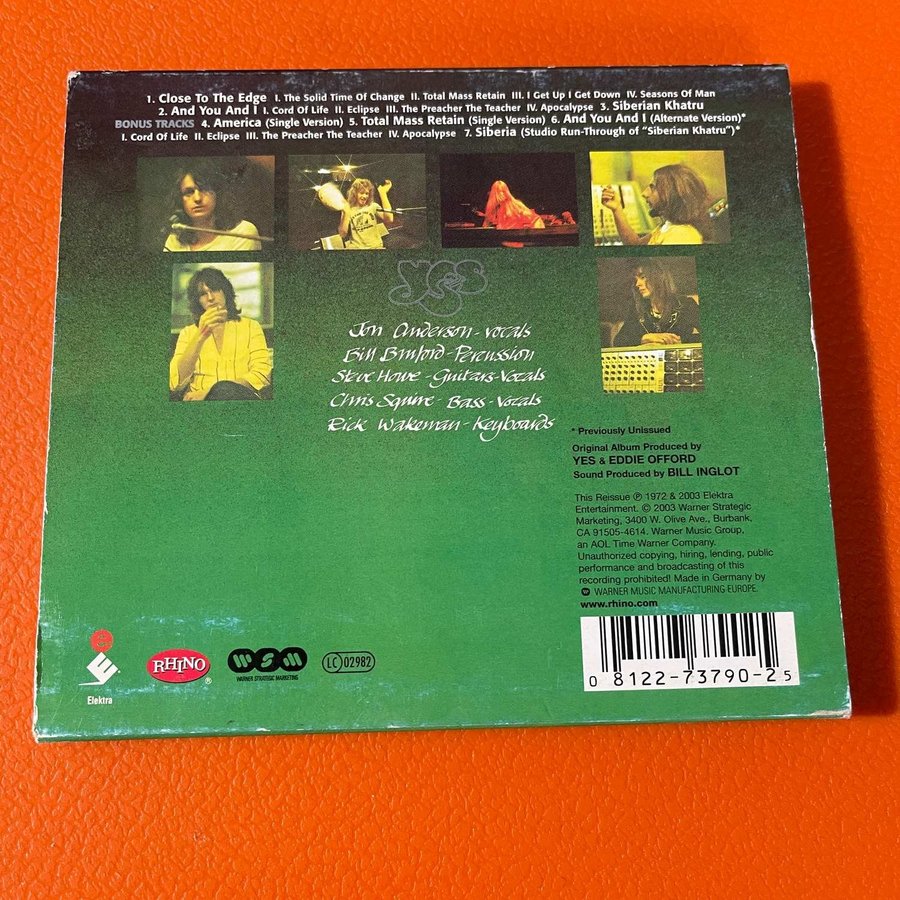 1. Close To The Edge I. The Solid Time Of Change II. Total Mass Retain III. I Get Up I Get Down IV. Seasons Of Man
2. And You And I I. Cord Of Life II. Eclipse III. The Preacher The Teacher IV. Apocalypse 3. Siberian Khatru
BONUS TRACKS 4. America (Single Version) 5. Total Mass Retain (Single Version) 6. And You And I (Alternate Version)*
I. Cord Of Life II. Eclipse III. The Preacher The Teacher IV. Apocalypse 7. Siberia (Studio Run-Through of "Siberian Khatru")*
YES
Jon Anderson-Vocals
Bill Bruford-Percussion
Steve Howe-Guitars-Vocals
Chris Squire-Bass-Vocals
Rick Wakeman-Keyboards
* Previously Unissued
Original Album Produced by
YES & EDDIE OFFORD
Sound Produced by BILL INGLOT
This Reissue ℗ 1972 & 2003 Elektra
Entertainment. © 2003 Warner Strategic
Marketing, 3400 W. Olive Ave., Burbank,
CA 91505-4614. Warner Music Group,
an AOL Time Warner Company.
Unauthorized copying, hiring, lending, public
performance and broadcasting of this
recording prohibited! Made in Germany by
WARNER MUSIC MANUFACTURING EUROPE.
www.rhino.com
0 81227-37902 5
Elektra
RHINO ®
WSM
WARNER STRATEGIC MARKETING
LC 02982